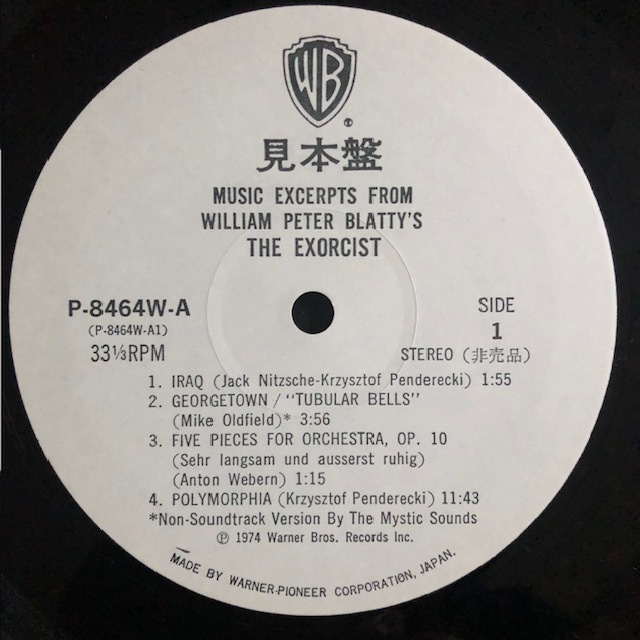 WB
見本盤
MUSIC EXCERPTS FROM
WILLIAM PETER BLATTY'S
THE EXORCIST
P-8464W-A
(P-8464W-A1)
33⅓RPM
SIDE
1
STEREO (非売品)
1. IRAQ (Jack Nitzsche-Krzysztof Penderecki) 1:55
2. GEORGETOWN / "TUBULAR BELLS"
(Mike Oldfield)* 3:56
3. FIVE PIECES FOR ORCHESTRA, OP. 10
(Sehr langsam und ausserst ruhig)
(Anton Webern) 1:15
4. POLYMORPHIA (Krzysztof Penderecki) 11:43
*Non-Soundtrack Version By The Mystic Sounds
℗ 1974 Warner Bros. Records Inc.
MADE BY WARNER-PIONEER CORPORATION, JAPAN.